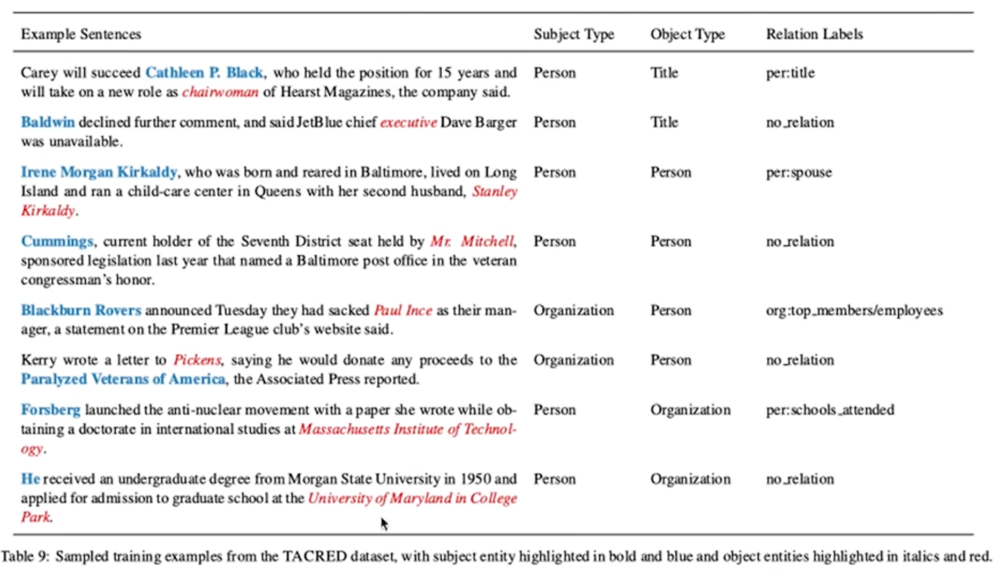 Example Sentences Subject Type Object Type Relation Labels
Carey will succeed Cathleen P. Black, who held the position for 15 years and Person Title per:title
will take on a new role as chairwoman of Hearst Magazines, the company said.
Baldwin declined further comment, and said JetBlue chief executive Dave Barger Person Title no_relation
was unavailable.
Irene Morgan Kirkaldy, who was born and reared in Baltimore, lived on Long Person Person per:spouse
Island and ran a child-care center in Queens with her second husband, Stanley
Kirkaldy.
Cummings, current holder of the Seventh District seat held by Mr. Mitchell, Person Person no_relation
sponsored legislation last year that named a Baltimore post office in the veteran
congressman's honor.
Blackburn Rovers announced Tuesday they had sacked Paul Ince as their man- Organization Person org:top_members/employees
ager, a statement on the Premier League club's website said.
Kerry wrote a letter to Pickens, saying he would donate any proceeds to the Organization Person no_relation
Paralyzed Veterans of America, the Associated Press reported.
Forsberg launched the anti-nuclear movement with a paper she wrote while ob- Person Organization per:schools_attended
taining a doctorate in international studies at Massachusetts Institute of Technol-
ogy.
He received an undergraduate degree from Morgan State University in 1950 and Person Organization no_relation
applied for admission to graduate school at the University of Maryland in College
Park.
Table 9: Sampled training examples from the TACRED dataset, with subject entity highlighted in bold and blue and object entities highlighted in italics and red.